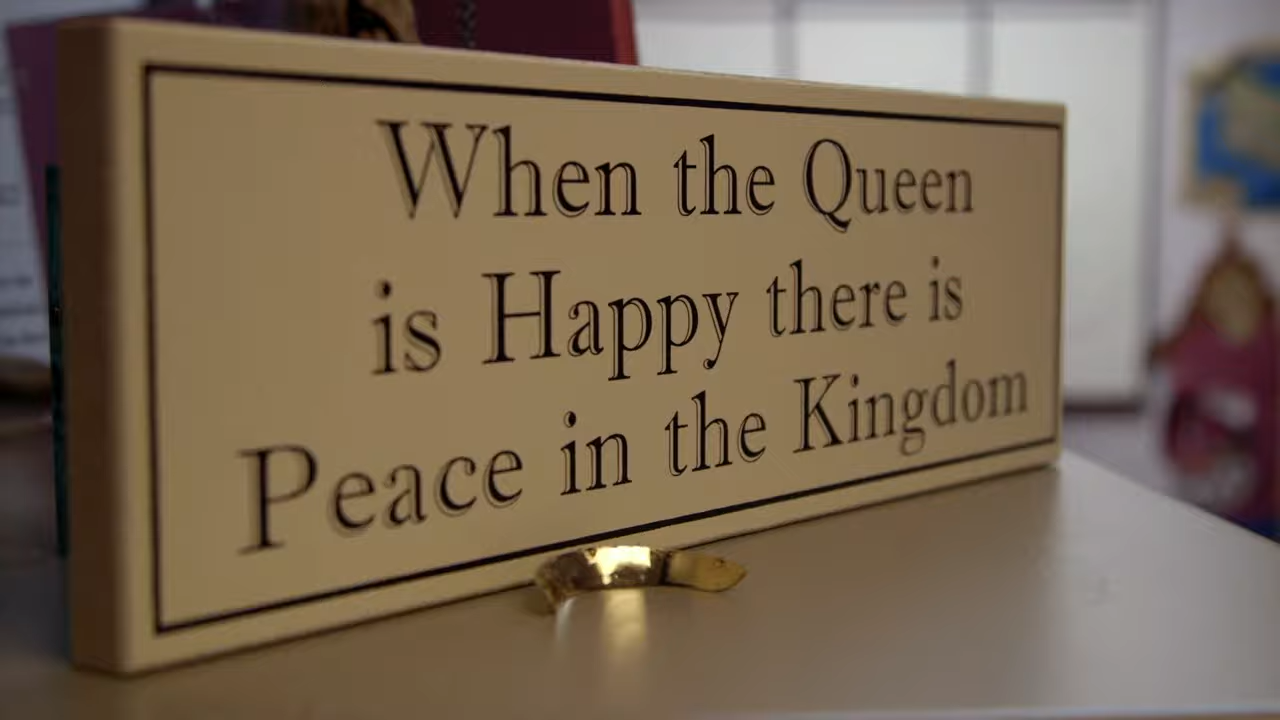 When the Queen
is Happy there is
Peace in the Kingdom